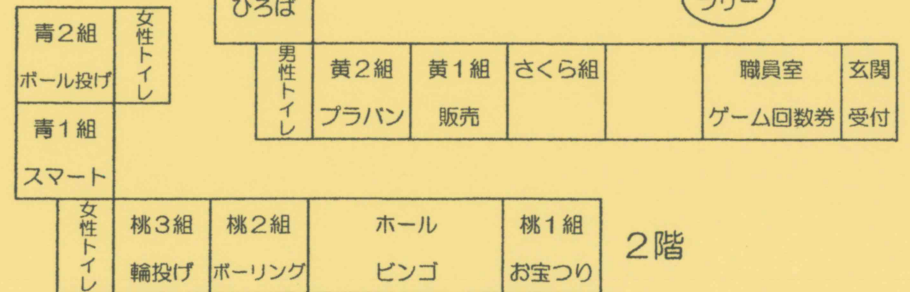 ひろば
フリー
青2組
ボール投げ
女性トイレ
男性トイレ
黄2組
プラバン
黄1組
販売
さくら組
職員室
ゲーム回数券
玄関
受付
青1組
スマート
女性トイレ
桃3組
輪投げ
桃2組
ボーリング
ホール
ビンゴ
桃1組
お宝つり
2階